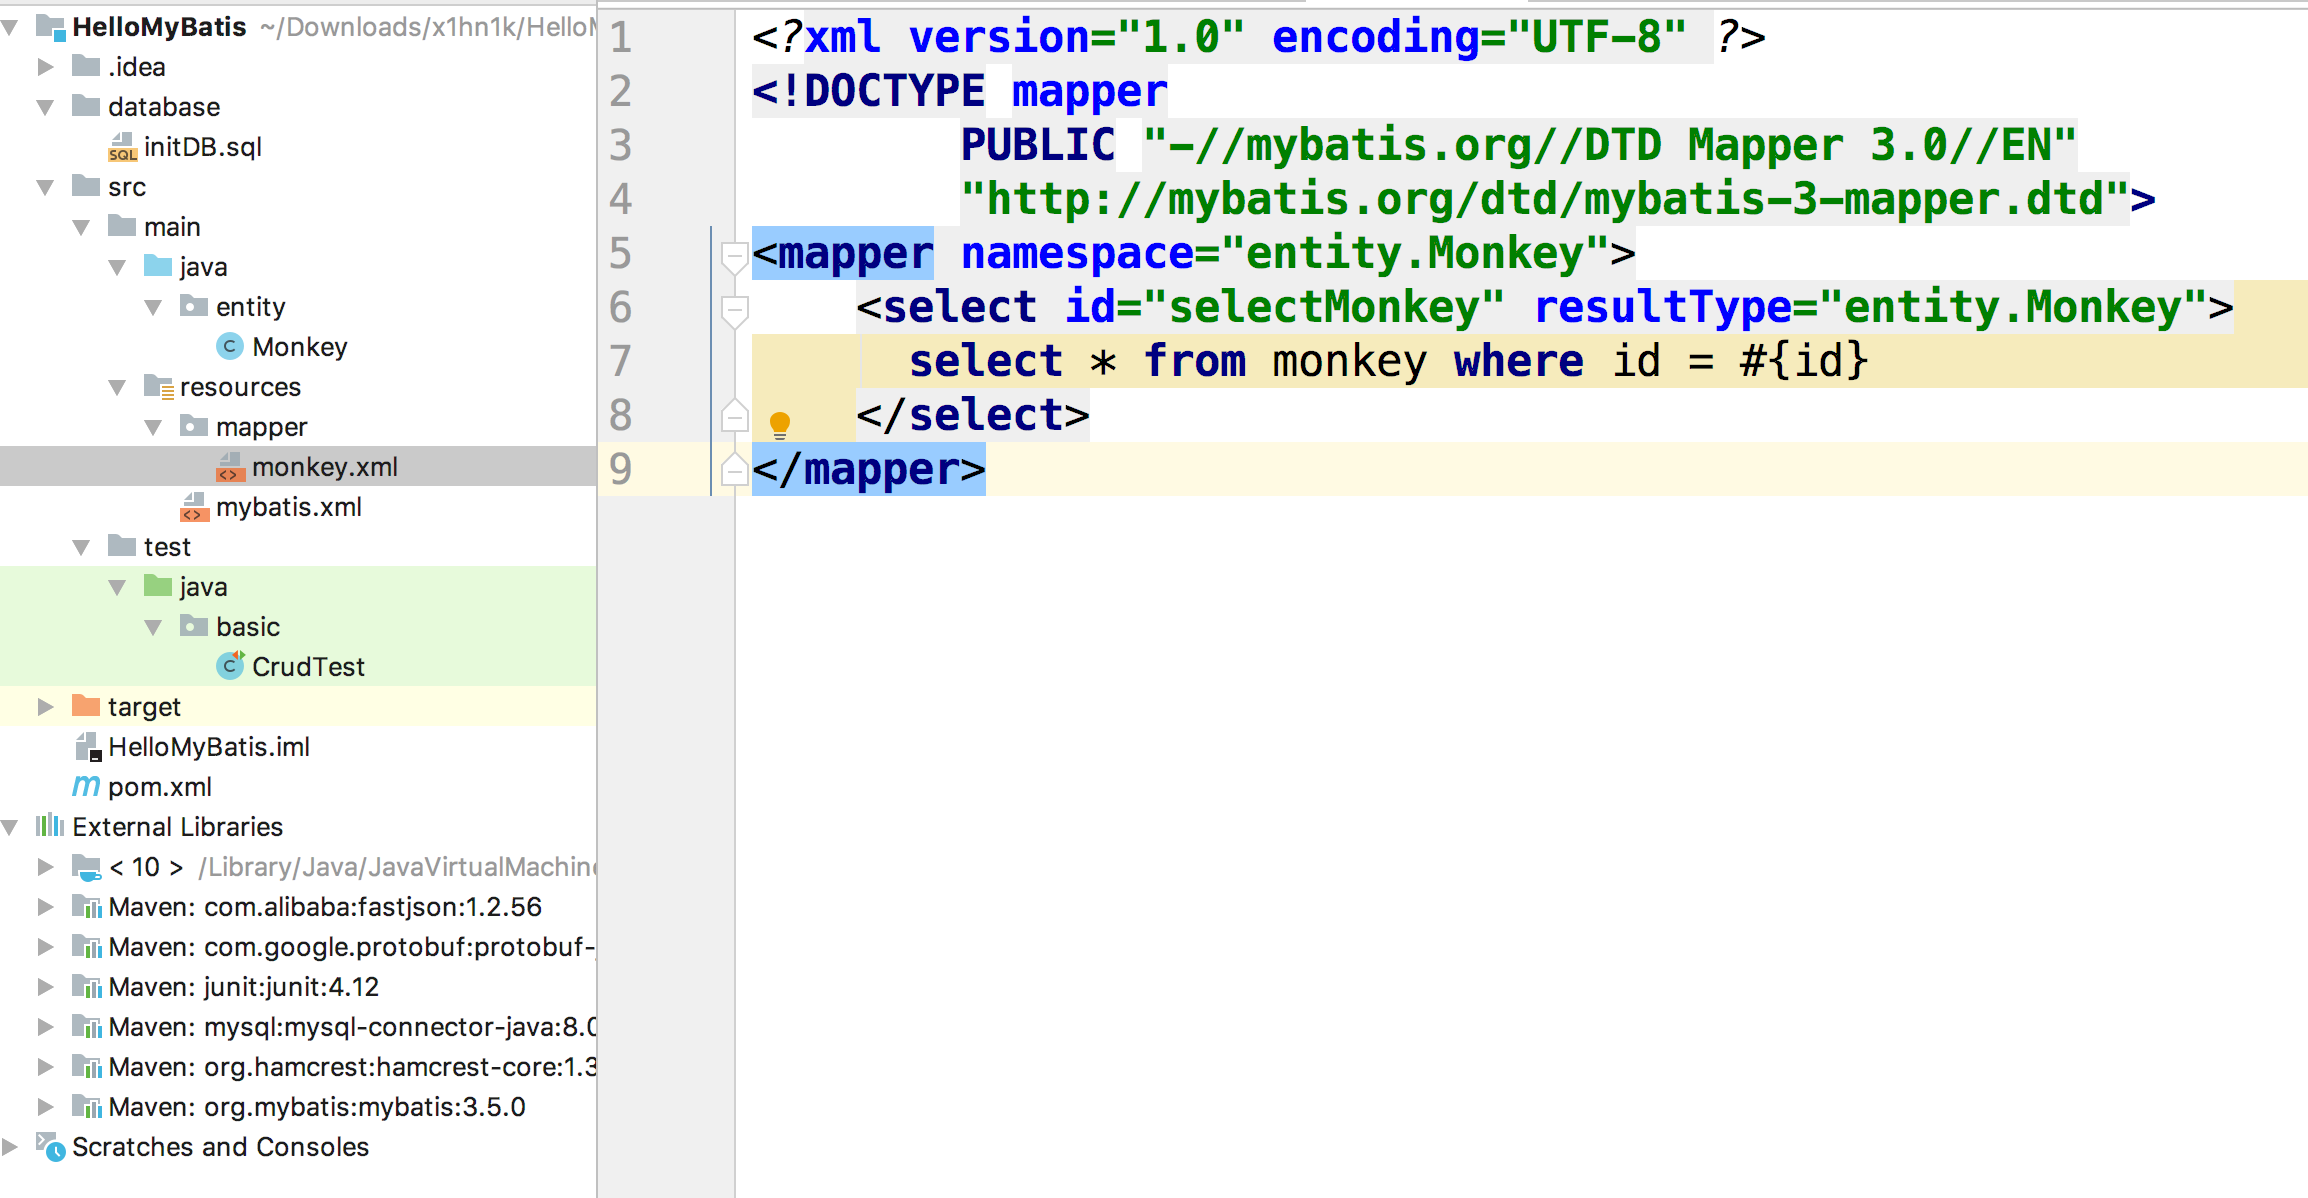 HelloMyBatis ~/Downloads/x1hn1k/Hello
.idea
database
initDB.sql
src
main
java
entity
Monkey
resources
mapper
monkey.xml
mybatis.xml
test
java
basic
CrudTest
target
HelloMyBatis.iml
pom.xml
External Libraries
< 10 > /Library/Java/JavaVirtualMachine
Maven: com.alibaba:fastjson:1.2.56
Maven: com.google.protobuf:protobuf-
Maven: junit:junit:4.12
Maven: mysql:mysql-connector-java:8.0
Maven: org.hamcrest:hamcrest-core:1.3
Maven: org.mybatis:mybatis:3.5.0
Scratches and Consoles
1 <?xml version="1.0" encoding="UTF-8" ?>
2 <!DOCTYPE mapper
3 PUBLIC "-//mybatis.org//DTD Mapper 3.0//EN"
4 "http://mybatis.org/dtd/mybatis-3-mapper.dtd">
5 <mapper namespace="entity.Monkey">
6 <select id="selectMonkey" resultType="entity.Monkey">
7 select * from monkey where id = #{id}
8 </select>
9 </mapper>